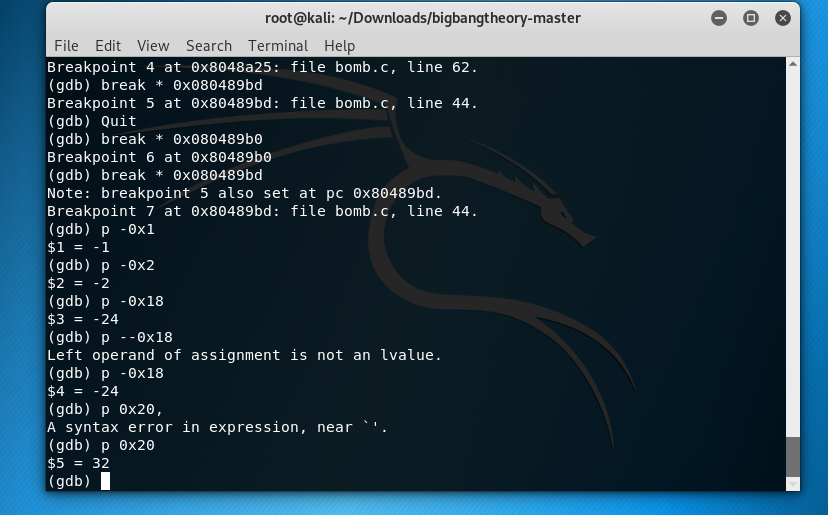 root@kali: ~/Downloads/bigbangtheory-master
File Edit View Search Terminal Help
Breakpoint 4 at 0x8048a25: file bomb.c, line 62.
(gdb) break * 0x080489bd
Breakpoint 5 at 0x80489bd: file bomb.c, line 44.
(gdb) Quit
(gdb) break * 0x080489b0
Breakpoint 6 at 0x80489b0
(gdb) break * 0x080489bd
Note: breakpoint 5 also set at pc 0x80489bd.
Breakpoint 7 at 0x80489bd: file bomb.c, line 44.
(gdb) p -0x1
$1 = -1
(gdb) p -0x2
$2 = -2
(gdb) p -0x18
$3 = -24
(gdb) p --0x18
Left operand of assignment is not an lvalue.
(gdb) p -0x18
$4 = -24
(gdb) p 0x20,
A syntax error in expression, near `'.
(gdb) p 0x20
$5 = 32
(gdb)